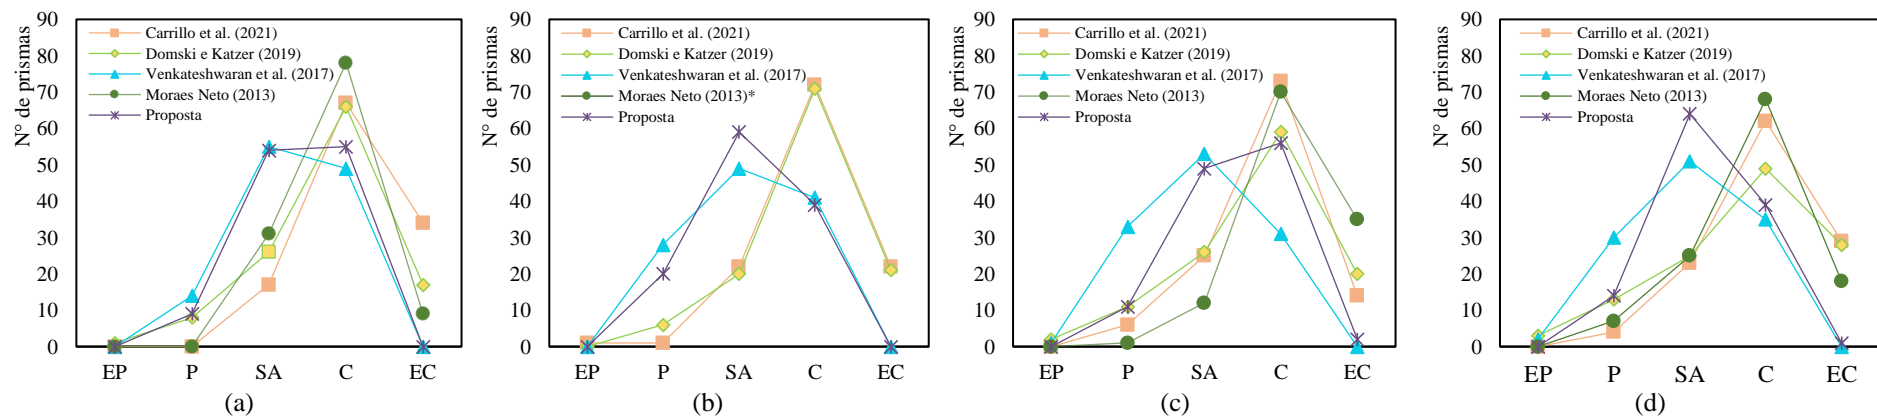 N° de prismas
90
80
70
60
50
40
30
20
10
0
Carrillo et al. (2021)
Domski e Katzer (2019)
Venkateshwaran et al. (2017)
Moraes Neto (2013)
Proposta
EP P SA C EC
(a)
N° de prismas
90
80
70
60
50
40
30
20
10
0
Carrillo et al. (2021)
Domski e Katzer (2019)
Venkateshwaran et al. (2017)
Moraes Neto (2013)*
Proposta
EP P SA C EC
(b)
N° de prismas
90
80
70
60
50
40
30
20
10
0
Carrillo et al. (2021)
Domski e Katzer (2019)
Venkateshwaran et al. (2017)
Moraes Neto (2013)
Proposta
EP P SA C EC
(c)
N° de prismas
90
80
70
60
50
40
30
20
10
0
Carrillo et al. (2021)
Domski e Katzer (2019)
Venkateshwaran et al. (2017)
Moraes Neto (2013)
Proposta
EP P SA C EC
(d)